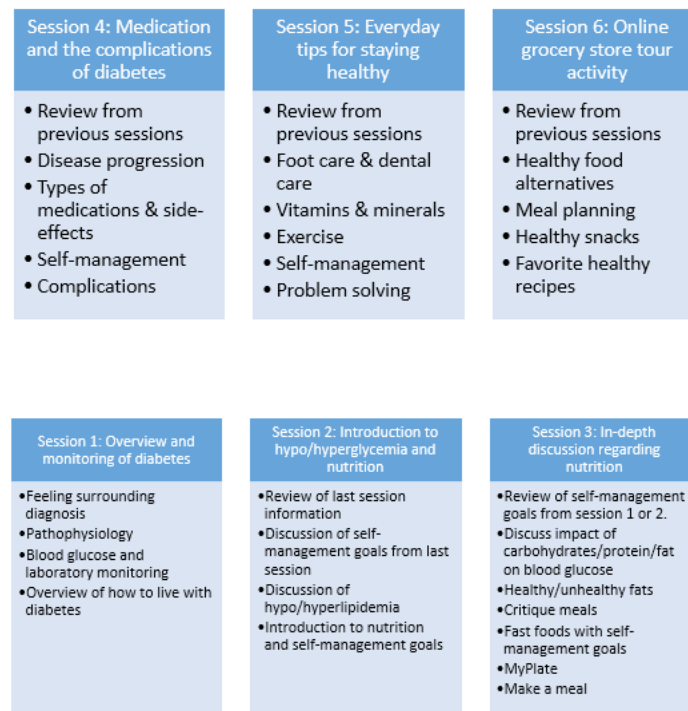 Session 4: Medication
and the complications
of diabetes
• Review from
previous sessions
• Disease progression
• Types of
medications & side-
effects
• Self-management
• Complications
Session 5: Everyday
tips for staying
healthy
• Review from
previous sessions
• Foot care & dental
care
• Vitamins & minerals
• Exercise
• Self-management
• Problem solving
Session 6: Online
grocery store tour
activity
• Review from
previous sessions
• Healthy food
alternatives
• Meal planning
• Healthy snacks
• Favorite healthy
recipes
Session 1: Overview and
monitoring of diabetes
•Feeling surrounding
diagnosis
•Pathophysiology
•Blood glucose and
laboratory monitoring
•Overview of how to live with
diabetes
Session 2: Introduction to
hypo/hyperglycemia and
nutrition
•Review of last session
information
•Discussion of self-
management goals from last
session
•Discussion of
hypo/hyperlipidemia
•Introduction to nutrition
and self-management goals
Session 3: In-depth
discussion regarding
nutrition
•Review of self-management
goals from session 1 or 2.
•Discuss impact of
carbohydrates/protein/fat
on blood glucose
•Healthy/unhealthy fats
•Critique meals
•Fast foods with self-
management goals
•MyPlate
•Make a meal